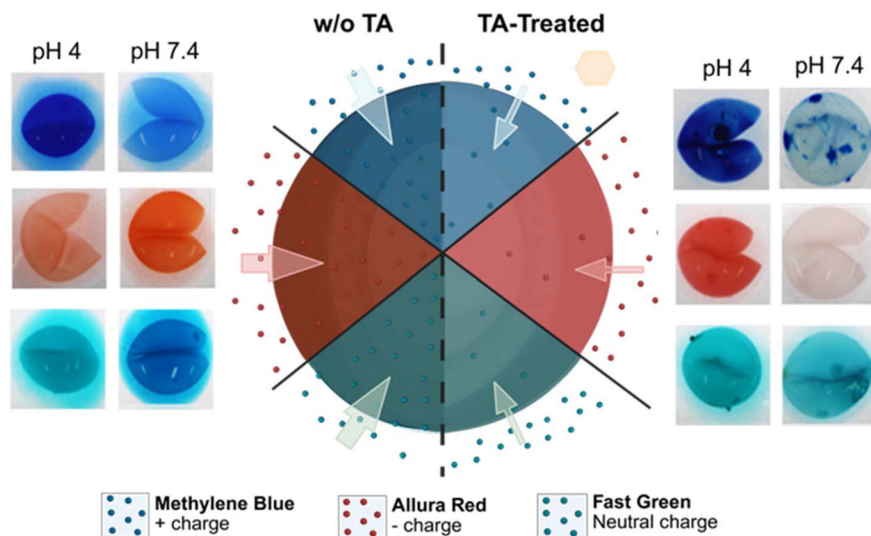 w/o TA
TA-Treated
pH 4
pH 7.4
pH 4
pH 7.4
Methylene Blue
+ charge
Allura Red
- charge
Fast Green
Neutral charge